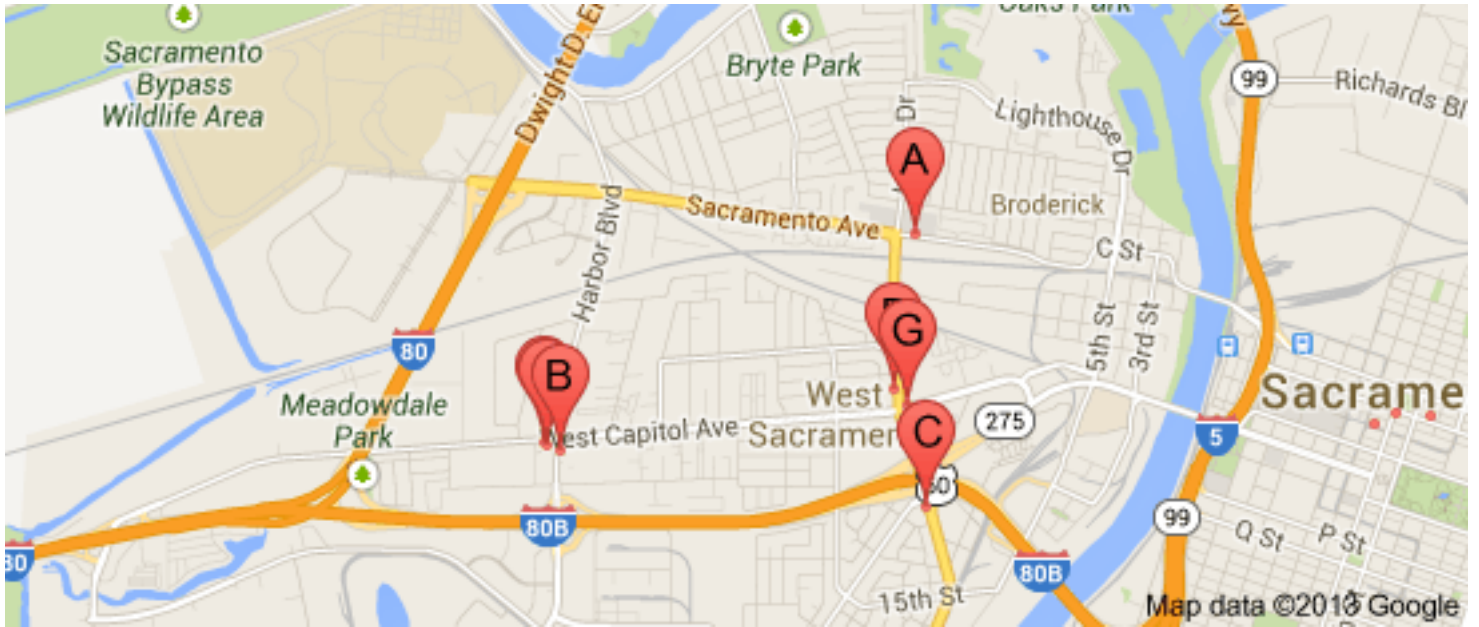 Oaks Park
Sacramento
Bypass
Wildlife Area
Bryte Park
99
Richards Bl
Dr
Lighthouse Dr
A
Harbor Blvd
Sacramento Ave
Broderick
C St
80
G
5th St
3rd St
B
Meadowdale
Park
West
Sacramen
C
275
Sacrame
5
West Capitol Ave
80B
99
Q St
P St
80B
15th St
Map data ©2013 Google